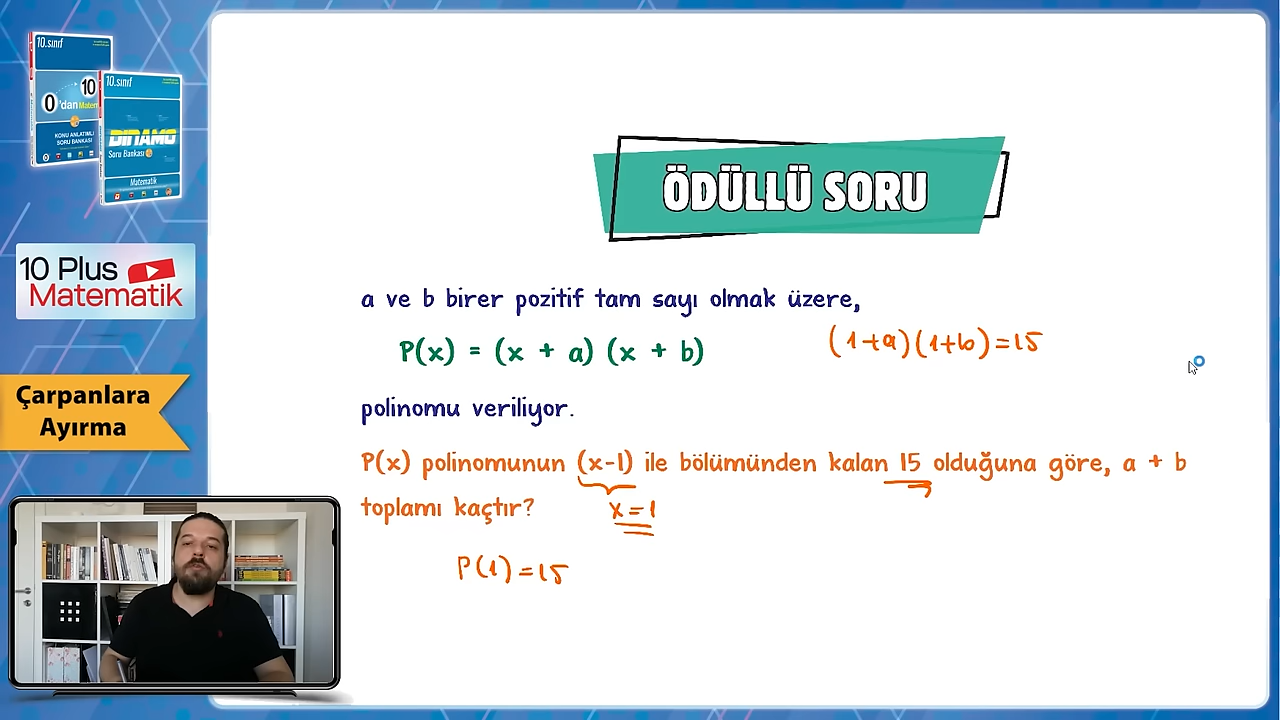 10.sınıf
0'dan
10
Matem
KONU ANLATIMLI
SORU BANKASI
10.sınıf
DİNAMO
Soru Bankası
Matematik
10 Plus
Matematik
Çarpanlara
Ayırma
ÖDÜLLÜ SORU
a ve b birer pozitif tam sayı olmak üzere,
P(x) = (x + a) (x + b)
(1+a)(1+b)=15
polinomu veriliyor.
P(x) polinomunun (x-1) ile bölümünden kalan 15 olduğuna göre, a + b
toplamı kaçtır?
x=1
P(1)=15